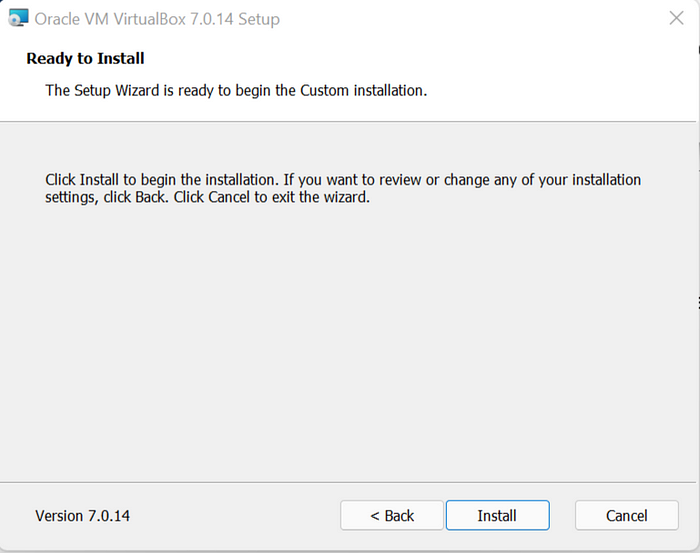 Oracle VM VirtualBox 7.0.14 Setup
Ready to Install
The Setup Wizard is ready to begin the Custom installation.
Click Install to begin the installation. If you want to review or change any of your installation
settings, click Back. Click Cancel to exit the wizard.
Version 7.0.14
< Back
Install
Cancel